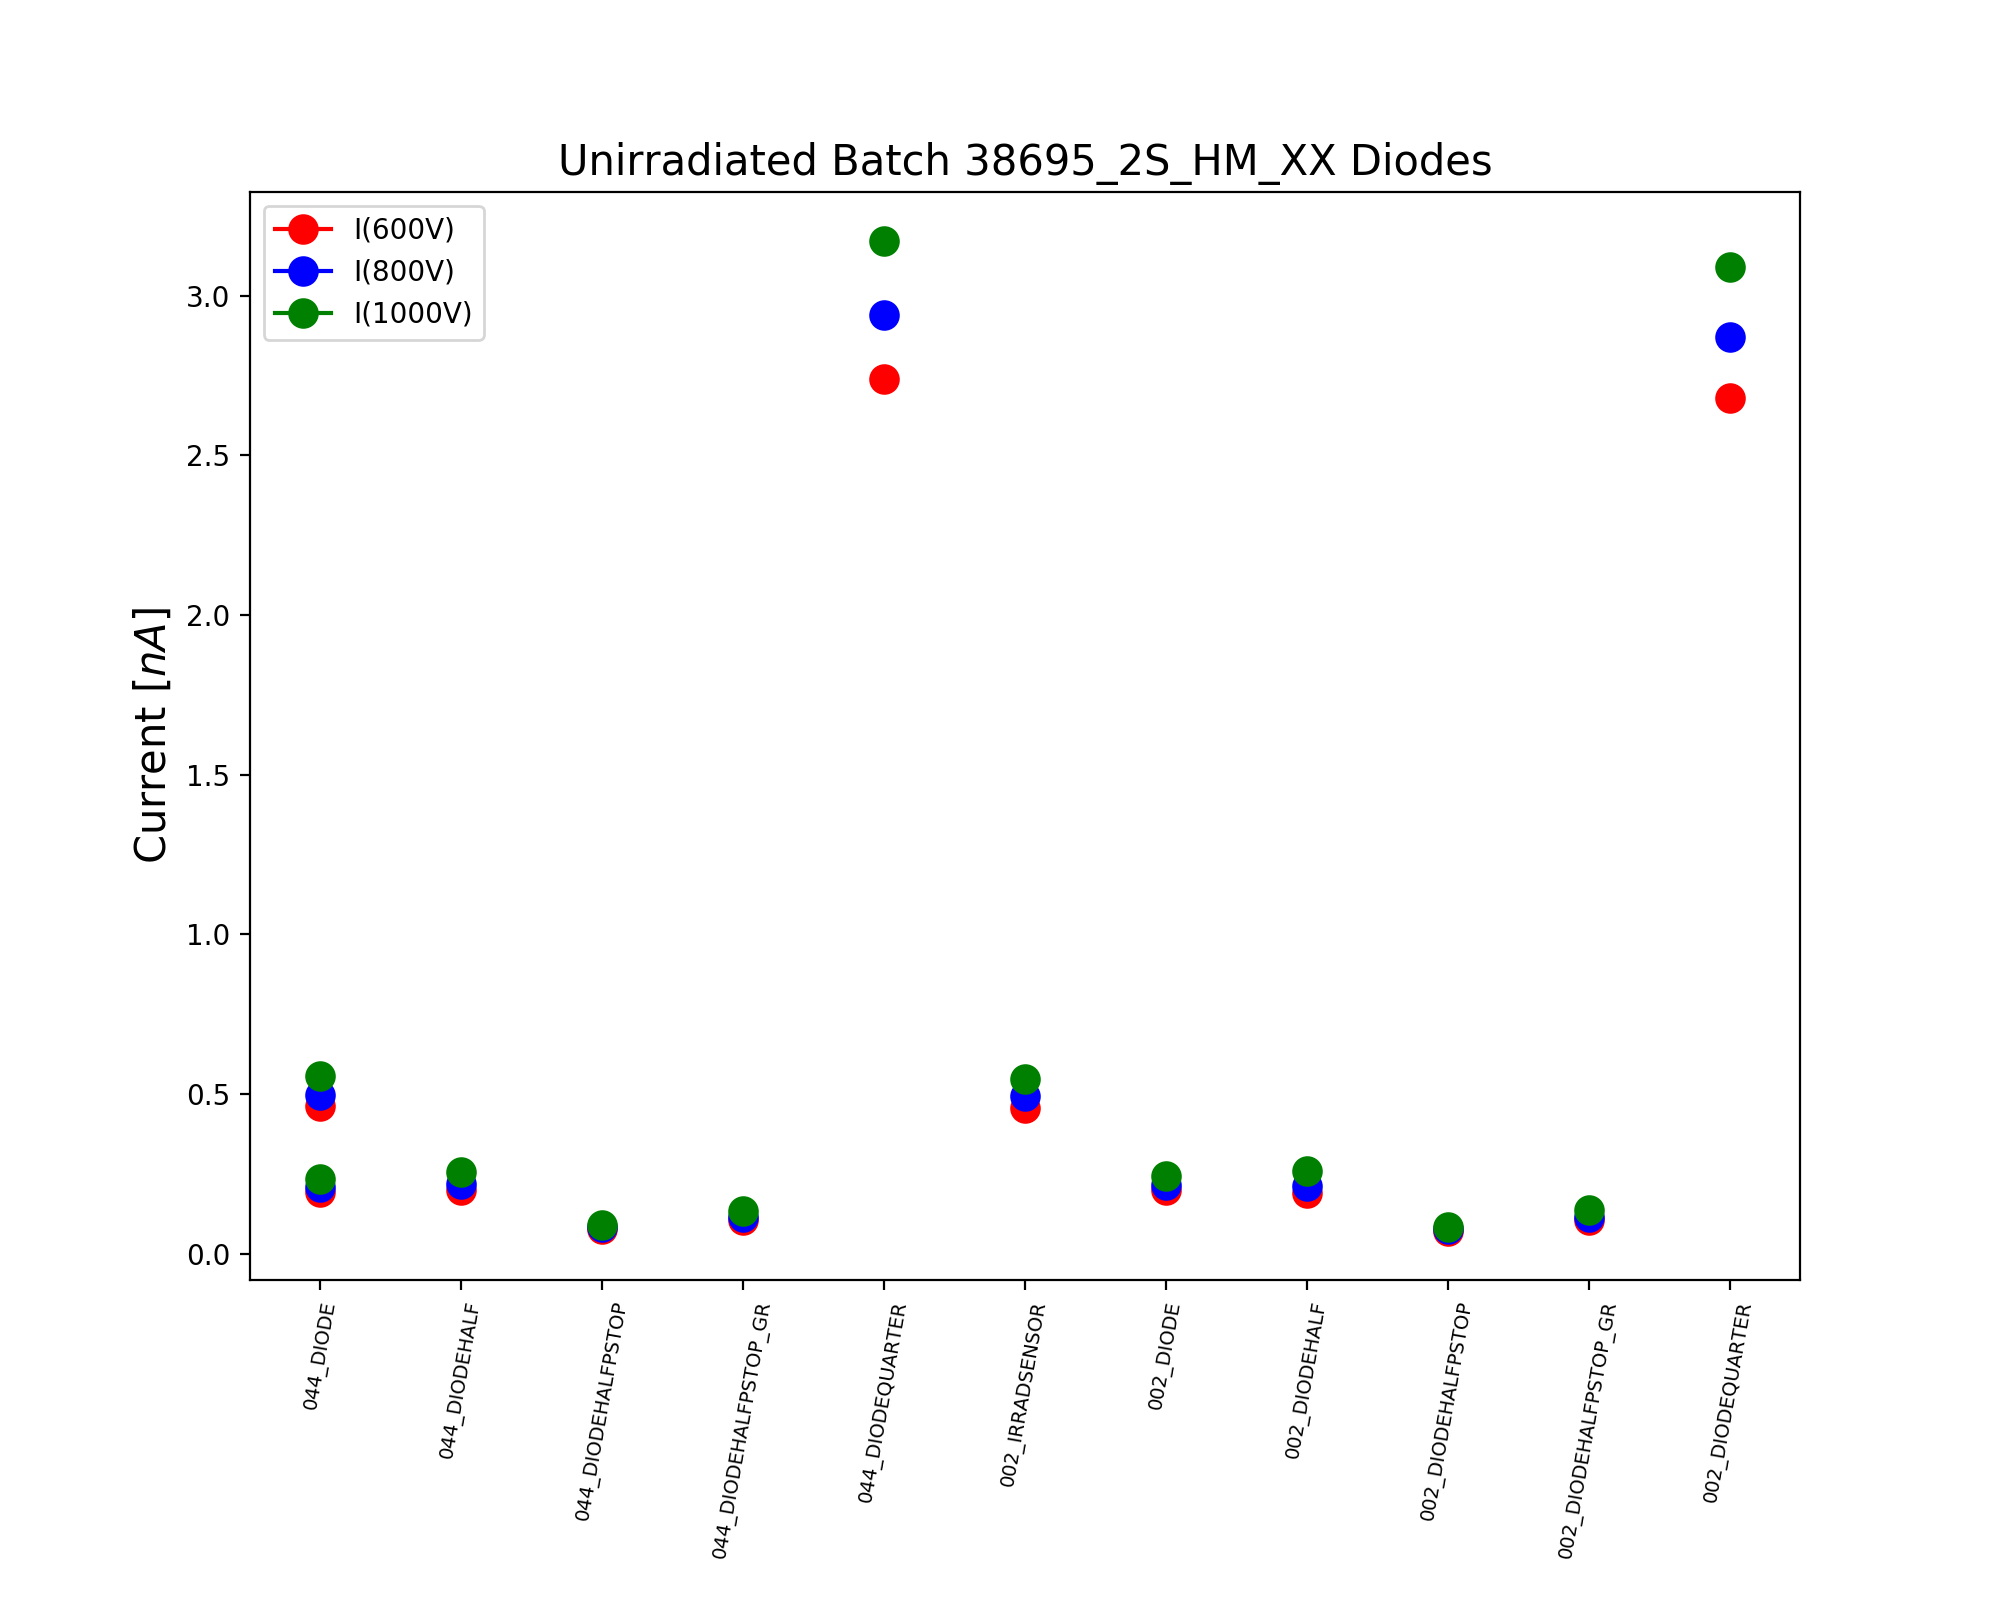 Unirradiated Batch 38695_2S_HM_XX Diodes
I(600V)
I(800V)
I(1000V)
Current [nA]
3.0
2.5
2.0
1.5
1.0
0.5
0.0
044_DIODE
044_DIODEHALF
044_DIODEHALFPSTOP
044_DIODEHALFPSTOP_GR
044_DIODEQUARTER
002_IRRADSENSOR
002_DIODE
002_DIODEHALF
002_DIODEHALFPSTOP
002_DIODEHALFPSTOP_GR
002_DIODEQUARTER